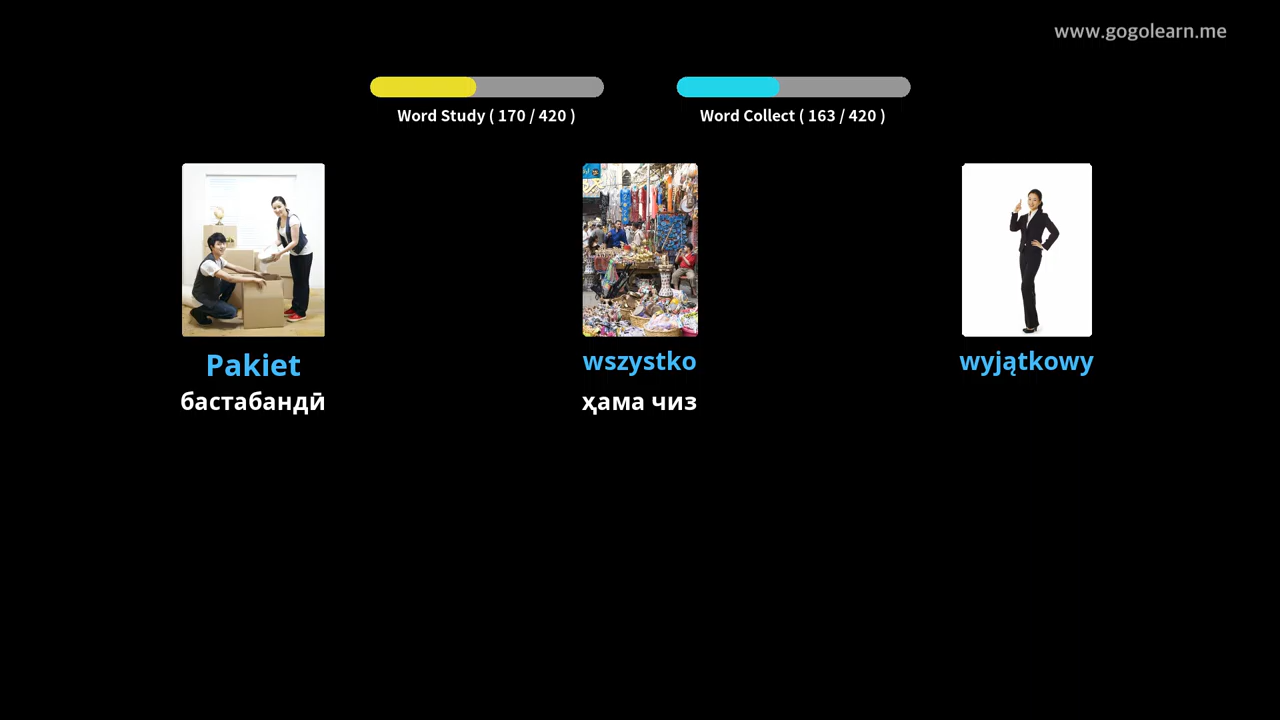 www.gogolearn.me
Word Study ( 170 / 420 )
Word Collect ( 163 / 420 )
Pakiet
бастабандӣ
wszystko
ҳама чиз
wyjątkowy